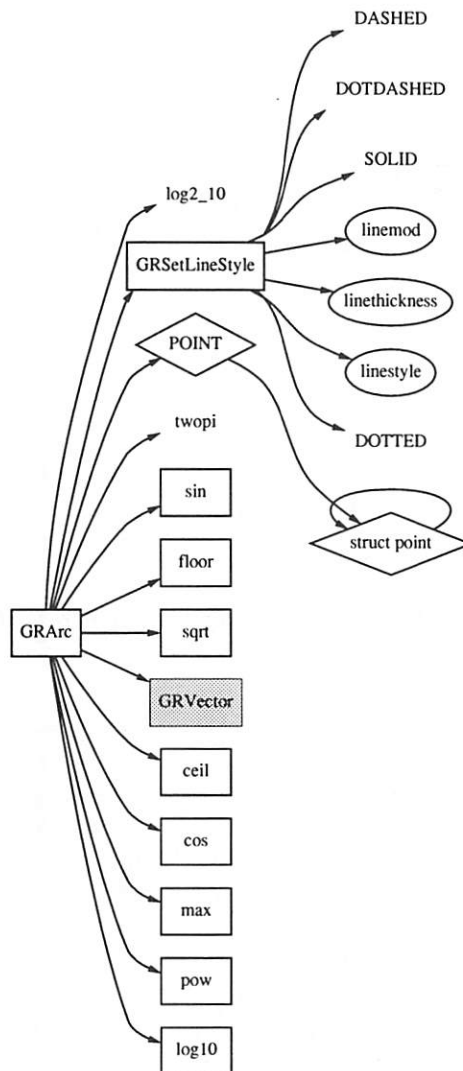 DASHED
DOTDASHED
SOLID
log2_10
linemod
GRSetLineStyle
linethickness
POINT
linestyle
twopi
DOTTED
sin
struct point
floor
GRArc
sqrt
GRVector
ceil
cos
max
pow
log10